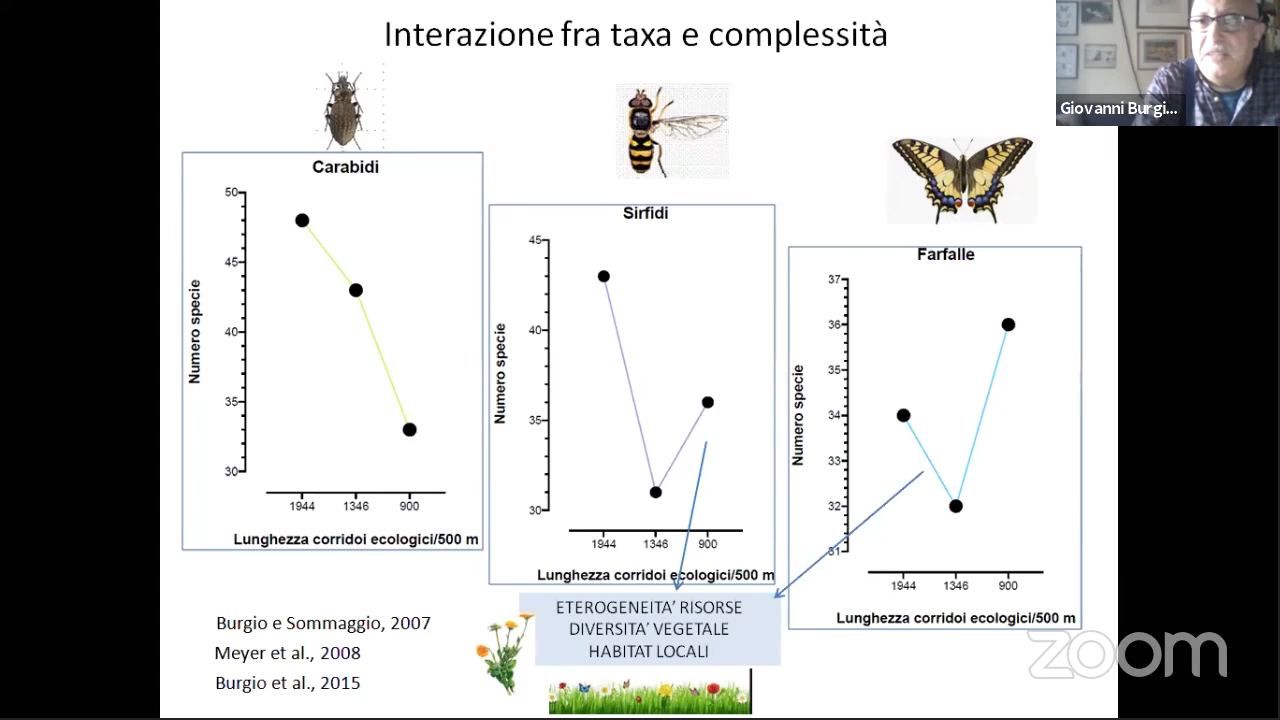 Interazione fra taxa e complessità
Giovanni Burgi...
Carabidi
50
45
40
35
30
Numero specie
1944 1346 900
Lunghezza corridoi ecologici/500 m
Sirfidi
45
40
35
30
Numero specie
1944 1346 900
Lunghezza corridoi ecologici/500 m
Farfalle
37
36
35
34
33
32
31
Numero specie
1944 1346 900
Lunghezza corridoi ecologici/500 m
ETEROGENEITA’ RISORSE
DIVERSITA’ VEGETALE
HABITAT LOCALI
Burgio e Sommaggio, 2007
Meyer et al., 2008
Burgio et al., 2015
zoom